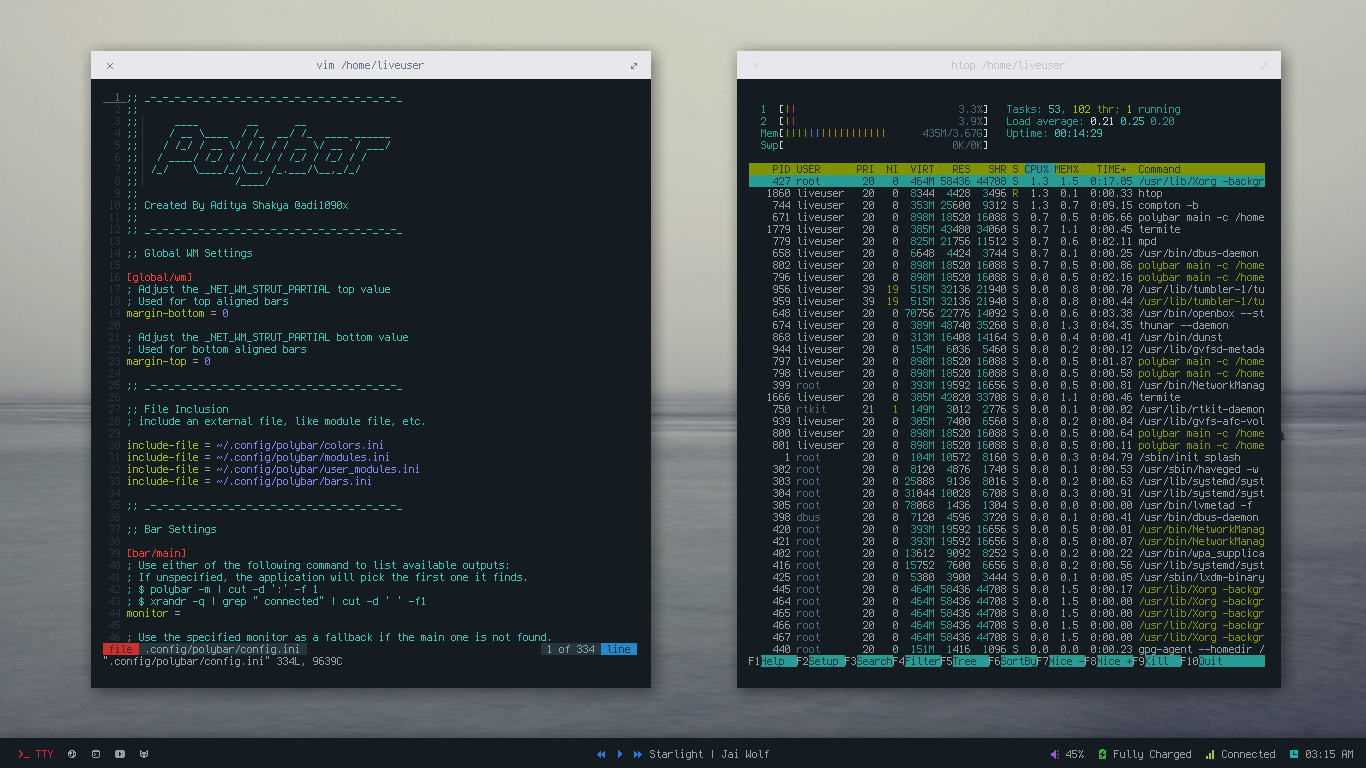 vim /home/liveuser
1 ;; _-_-_-_-_-_-_-_-_-_-_-_-_-_-_-_-_-_-_-_-_-_
2 ;;
3 ;; ____ __ __
4 ;; / __ \____ / /_ __/ /_ ____ ______
5 ;; / /_/ / __ \/ / / / / __ \/ __ `/ ___/
6 ;; / ____/ /_/ / / /_/ / /_/ / /_/ / /
7 ;; /_/ \____/_/\__, /_.___/\__,_/_/
8 ;; /____/
9 ;;
10 ;; Created By Aditya Shakya @adi1090x
11 ;;
12 ;; _-_-_-_-_-_-_-_-_-_-_-_-_-_-_-_-_-_-_-_-_-_
13
14 ;; Global WM Settings
15
16 [global/wm]
17 ; Adjust the _NET_WM_STRUT_PARTIAL top value
18 ; Used for top aligned bars
19 margin-bottom = 0
20
21 ; Adjust the _NET_WM_STRUT_PARTIAL bottom value
22 ; Used for bottom aligned bars
23 margin-top = 0
24
25 ;; _-_-_-_-_-_-_-_-_-_-_-_-_-_-_-_-_-_-_-_-_-_
26
27 ;; File Inclusion
28 ; include an external file, like module file, etc.
29
30 include-file = ~/.config/polybar/colors.ini
31 include-file = ~/.config/polybar/modules.ini
32 include-file = ~/.config/polybar/user_modules.ini
33 include-file = ~/.config/polybar/bars.ini
34
35 ;; _-_-_-_-_-_-_-_-_-_-_-_-_-_-_-_-_-_-_-_-_-_
36
37 ;; Bar Settings
38
39 [bar/main]
40 ; Use either of the following command to list available outputs:
41 ; If unspecified, the application will pick the first one it finds.
42 ; $ polybar -m | cut -d ':' -f 1
43 ; $ xrandr -q | grep " connected" | cut -d ' ' -f1
44 monitor =
45
46 ; Use the specified monitor as a fallback if the main one is not found.
file .config/polybar/config.ini 1 of 334 line
".config/polybar/config.ini" 334L, 9639C
htop /home/liveuser
1 [|| 3.3%] Tasks: 53, 102 thr; 1 running
2 [|| 3.9%] Load average: 0.21 0.25 0.20
Mem[||||||||||||||||| 435M/3.67G] Uptime: 00:14:29
Swp[ 0K/0K]
PID USER PRI NI VIRT RES SHR S CPU% MEM% TIME+ Command
427 root 20 0 464M 58436 44708 S 1.3 1.5 0:17.05 /usr/lib/Xorg -backgr
1860 liveuser 20 0 8344 4428 3496 R 1.3 0.1 0:00.33 htop
744 liveuser 20 0 353M 25600 9312 S 1.3 0.7 0:09.15 compton -b
671 liveuser 20 0 898M 18520 16088 S 0.7 0.5 0:06.66 polybar main -c /home
1779 liveuser 20 0 385M 43480 34060 S 0.7 1.1 0:00.45 termite
779 liveuser 20 0 825M 21756 11512 S 0.7 0.6 0:02.11 mpd
658 liveuser 20 0 6648 4424 3744 S 0.7 0.1 0:00.25 /usr/bin/dbus-daemon
802 liveuser 20 0 898M 18520 16088 S 0.7 0.5 0:00.86 polybar main -c /home
796 liveuser 20 0 898M 18520 16088 S 0.0 0.5 0:02.16 polybar main -c /home
956 liveuser 39 19 515M 32136 21940 S 0.0 0.8 0:00.70 /usr/lib/tumbler-1/tu
959 liveuser 39 19 515M 32136 21940 S 0.0 0.8 0:00.44 /usr/lib/tumbler-1/tu
648 liveuser 20 0 70756 22776 14092 S 0.0 0.6 0:03.38 /usr/bin/openbox --st
674 liveuser 20 0 389M 48740 35260 S 0.0 1.3 0:04.35 thunar --daemon
868 liveuser 20 0 313M 16408 14164 S 0.0 0.4 0:00.41 /usr/bin/dunst
944 liveuser 20 0 154M 6036 5460 S 0.0 0.2 0:00.12 /usr/lib/gvfsd-metada
797 liveuser 20 0 898M 18520 16088 S 0.0 0.5 0:01.87 polybar main -c /home
798 liveuser 20 0 898M 18520 16088 S 0.0 0.5 0:00.58 polybar main -c /home
399 root 20 0 393M 19592 16656 S 0.0 0.5 0:00.81 /usr/bin/NetworkManag
1666 liveuser 20 0 385M 42820 33708 S 0.0 1.1 0:00.46 termite
750 rtkit 21 1 149M 3012 2776 S 0.0 0.1 0:00.02 /usr/lib/rtkit-daemon
939 liveuser 20 0 305M 7400 6560 S 0.0 0.2 0:00.04 /usr/lib/gvfs-afc-vol
800 liveuser 20 0 898M 18520 16088 S 0.0 0.5 0:00.64 polybar main -c /home
801 liveuser 20 0 898M 18520 16088 S 0.0 0.5 0:00.11 polybar main -c /home
1 root 20 0 104M 10572 8160 S 0.0 0.3 0:04.79 /sbin/init splash
302 root 20 0 8120 4876 1740 S 0.0 0.1 0:00.53 /usr/sbin/haveged -w
303 root 20 0 25888 9136 8016 S 0.0 0.2 0:00.63 /usr/lib/systemd/syst
304 root 20 0 31044 10028 6708 S 0.0 0.3 0:00.91 /usr/lib/systemd/syst
305 root 20 0 78068 1436 1304 S 0.0 0.0 0:00.00 /usr/bin/lvmetad -f
398 dbus 20 0 7120 4596 3720 S 0.0 0.1 0:00.41 /usr/bin/dbus-daemon
420 root 20 0 393M 19592 16656 S 0.0 0.5 0:00.01 /usr/bin/NetworkManag
421 root 20 0 393M 19592 16656 S 0.0 0.5 0:00.07 /usr/bin/NetworkManag
402 root 20 0 13612 9092 8252 S 0.0 0.2 0:00.22 /usr/bin/wpa_supplica
416 root 20 0 15752 7600 6656 S 0.0 0.2 0:00.56 /usr/lib/systemd/syst
425 root 20 0 5380 3900 3444 S 0.0 0.1 0:00.05 /usr/sbin/lxdm-binary
445 root 20 0 464M 58436 44708 S 0.0 1.5 0:00.17 /usr/lib/Xorg -backgr
464 root 20 0 464M 58436 44708 S 0.0 1.5 0:00.00 /usr/lib/Xorg -backgr
465 root 20 0 464M 58436 44708 S 0.0 1.5 0:00.00 /usr/lib/Xorg -backgr
466 root 20 0 464M 58436 44708 S 0.0 1.5 0:00.00 /usr/lib/Xorg -backgr
467 root 20 0 464M 58436 44708 S 0.0 1.5 0:00.00 /usr/lib/Xorg -backgr
440 root 20 0 151M 1416 1096 S 0.0 0.0 0:00.23 gpg-agent --homedir /
F1Help F2Setup F3SearchF4FilterF5Tree F6SortByF7Nice -F8Nice +F9Kill F10Quit
>_ TTY Starlight | Jai Wolf 45% Fully Charged Connected 03:15 AM